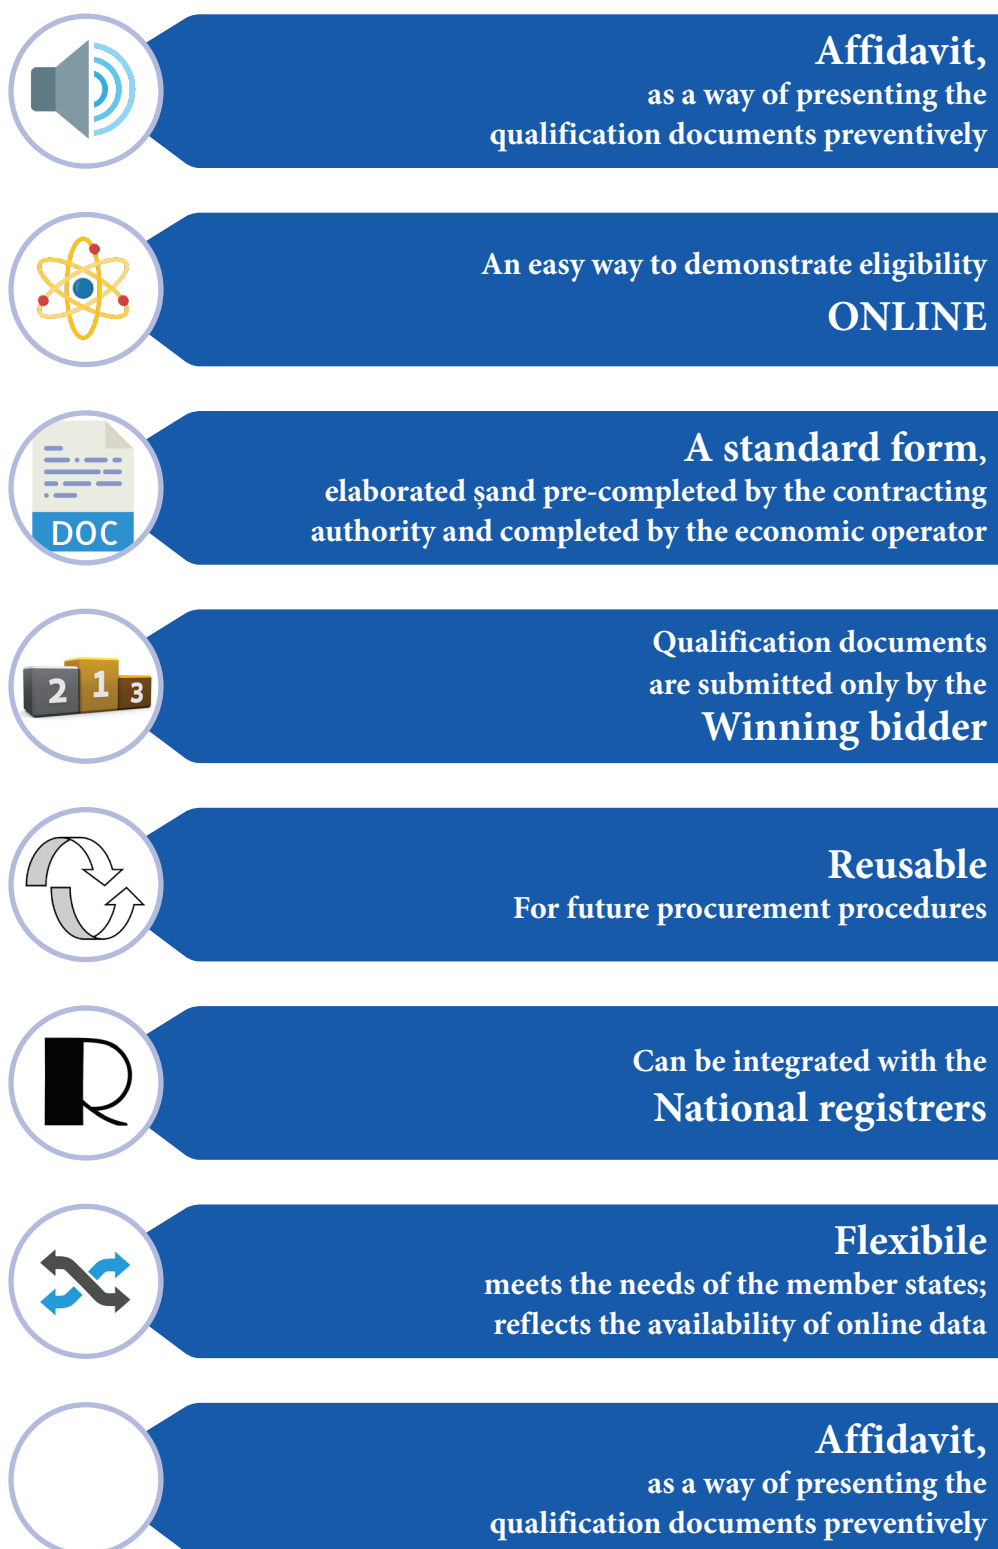 Affidavit,
as a way of presenting the
qualification documents preventively
An easy way to demonstrate eligibility
ONLINE
A standard form,
elaborated șand pre-completed by the contracting
authority and completed by the economic operator
DOC
Qualification documents
are submitted only by the
Winning bidder
2 1 3
Reusable
For future procurement procedures
R
Can be integrated with the
National registrers
Flexibile
meets the needs of the member states;
reflects the availability of online data
Affidavit,
as a way of presenting the
qualification documents preventively